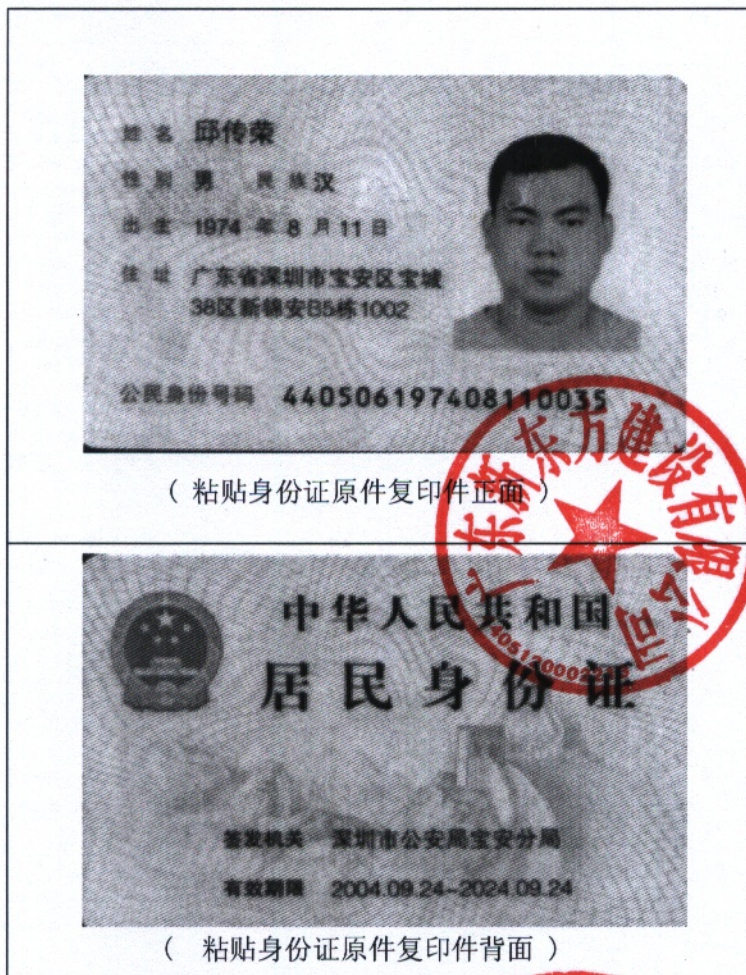 姓名 邱传荣
性别 男 民族 汉
出生 1974 年 8 月 11 日
住址 广东省深圳市宝安区宝城
38区新锦安B5栋1002
公民身份号码 440506197408110035
( 粘贴身份证原件复印件正面 )
广东新东方建设有限公司
中华人民共和国
居民身份证
签发机关 深圳市公安局宝安分局
有效期限 2004.09.24-2024.09.24
( 粘贴身份证原件复印件背面 )